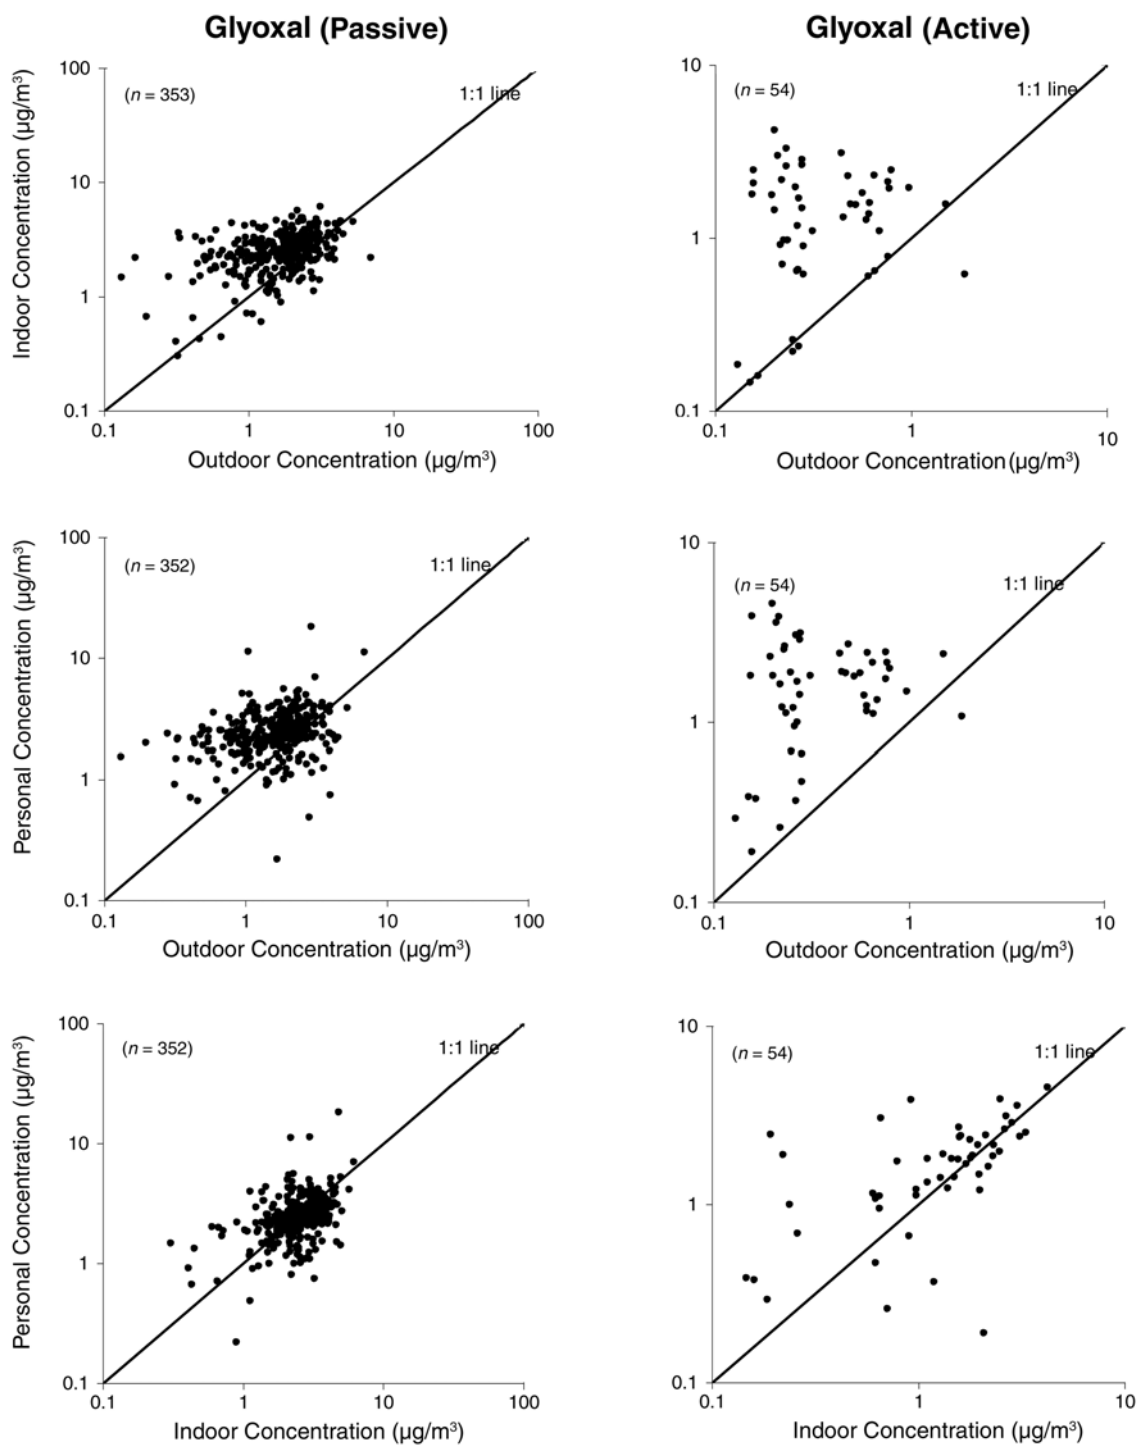 Glyoxal (Passive)
Glyoxal (Active)
Indoor Concentration (µg/m³)
100
10
1
0.1
(n = 353)
1:1 line
0.1 1 10 100
Outdoor Concentration (µg/m³)
10
1
0.1
(n = 54)
1:1 line
0.1 1 10
Outdoor Concentration (µg/m³)
Personal Concentration (µg/m³)
100
10
1
0.1
(n = 352)
1:1 line
0.1 1 10 100
Outdoor Concentration (µg/m³)
10
1
0.1
(n = 54)
1:1 line
0.1 1 10
Outdoor Concentration (µg/m³)
Personal Concentration (µg/m³)
100
10
1
0.1
(n = 352)
1:1 line
0.1 1 10 100
Indoor Concentration (µg/m³)
10
1
0.1
(n = 54)
1:1 line
0.1 1 10
Indoor Concentration (µg/m³)